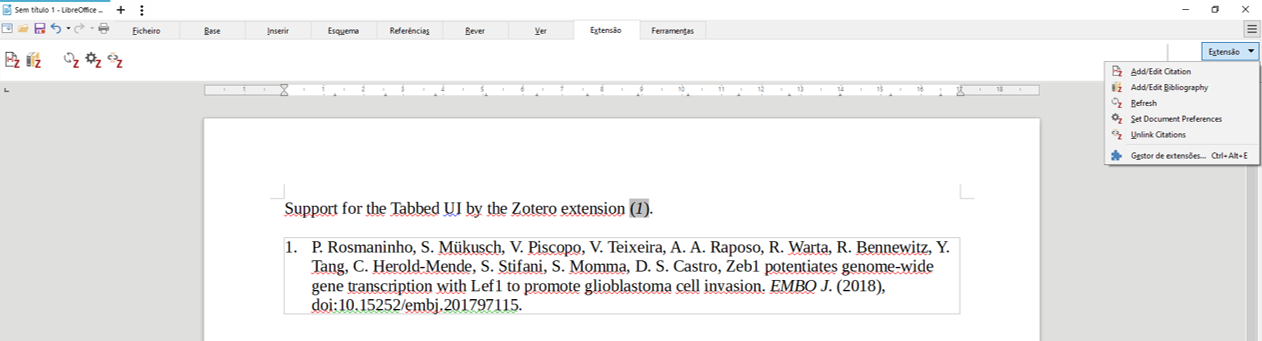 Sem título 1 - LibreOffice ...
Ficheiro Base Inserir Esquema Referências Rever Ver Extensão Ferramentas
Extensão
Add/Edit Citation
Add/Edit Bibliography
Refresh
Set Document Preferences
Unlink Citations
Gestor de extensões... Ctrl+Alt+E
1 1 2 3 4 5 6 7 8 9 10 11 12 13 14 15 16 17 18
Support for the Tabbed UI by the Zotero extension (1).
1. P. Rosmaninho, S. Mükusch, V. Piscopo, V. Teixeira, A. A. Raposo, R. Warta, R. Bennewitz, Y.
Tang, C. Herold-Mende, S. Stifani, S. Momma, D. S. Castro, Zeb1 potentiates genome-wide
gene transcription with Lef1 to promote glioblastoma cell invasion. EMBO J. (2018),
doi:10.15252/embj.201797115.